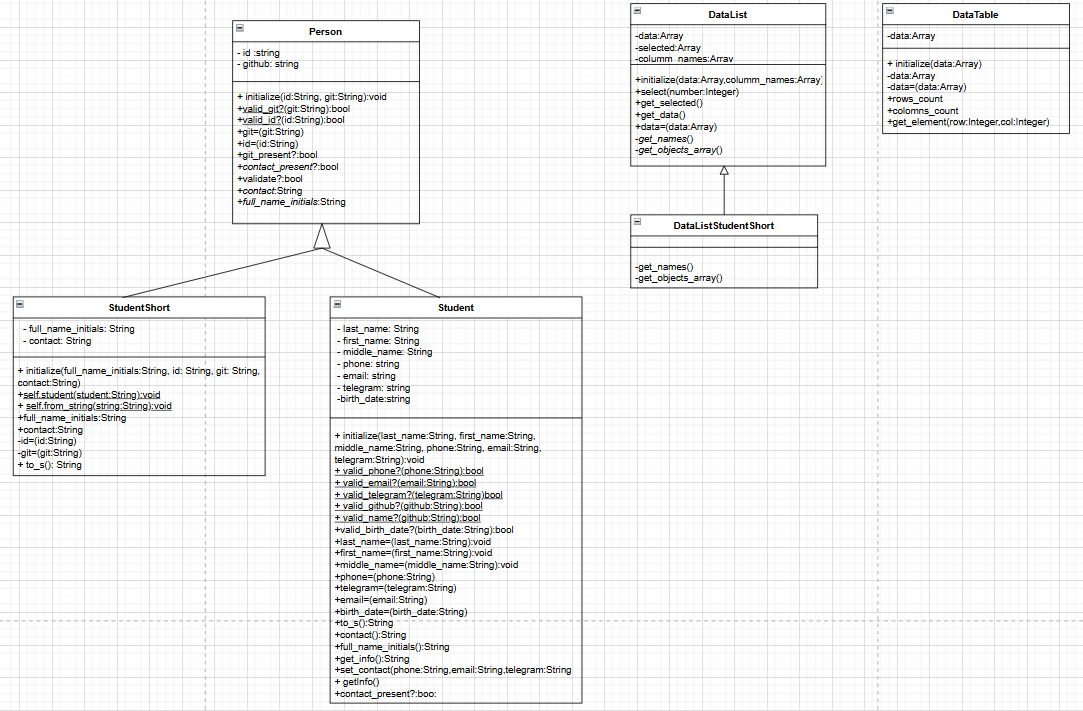 Person
- id :string
- github: string
+ initialize(id:String, git:String):void
+valid_git?(git:String):bool
+valid_id?(id:String):bool
+git=(git:String)
+id=(id:String)
+git_present?:bool
+contact_present?:bool
+validate?:bool
+contact:String
+full_name_initials:String
DataList
-data:Array
-selected:Array
-columm_names:Array
+initialize(data:Array,columm_names:Array)
+select(number:Integer)
+get_selected()
+get_data()
+data=(data:Array)
-get_names()
-get_objects_array()
DataTable
-data:Array
+ initialize(data:Array)
-data:Array
-data=(data:Array)
+rows_count
+colomns_count
+get_element(row:Integer,col:Integer)
DataListStudentShort
-get_names()
-get_objects_array()
StudentShort
- full_name_initials: String
- contact: String
+ initialize(full_name_initials:String, id: String, git: String,
contact:String)
+self.student(student:String):void
+ self.from_string(string:String):void
+full_name_initials:String
+contact:String
-id=(id:String)
-git=(git:String)
+ to_s(): String
Student
- last_name: String
- first_name: String
- middle_name: String
- phone: string
- email: string
- telegram: string
-birth_date:string
+ initialize(last_name:String, first_name:String,
middle_name:String, phone:String, email:String,
telegram:String):void
+ valid_phone?(phone:String):bool
+ valid_email?(email:String):bool
+ valid_telegram?(telegram:String)bool
+ valid_github?(github:String):bool
+ valid_name?(github:String):bool
+valid_birth_date?(birth_date:String):bool
+last_name=(last_name:String):void
+first_name=(first_name:String):void
+middle_name=(middle_name:String):void
+phone=(phone:String)
+telegram=(telegram:String)
+email=(email:String)
+birth_date=(birth_date:String)
+to_s():String
+contact():String
+full_name_initials():String
+get_info():String
+set_contact(phone:String,email:String,telegram:String
+ getInfo()
+contact_present?:boo: